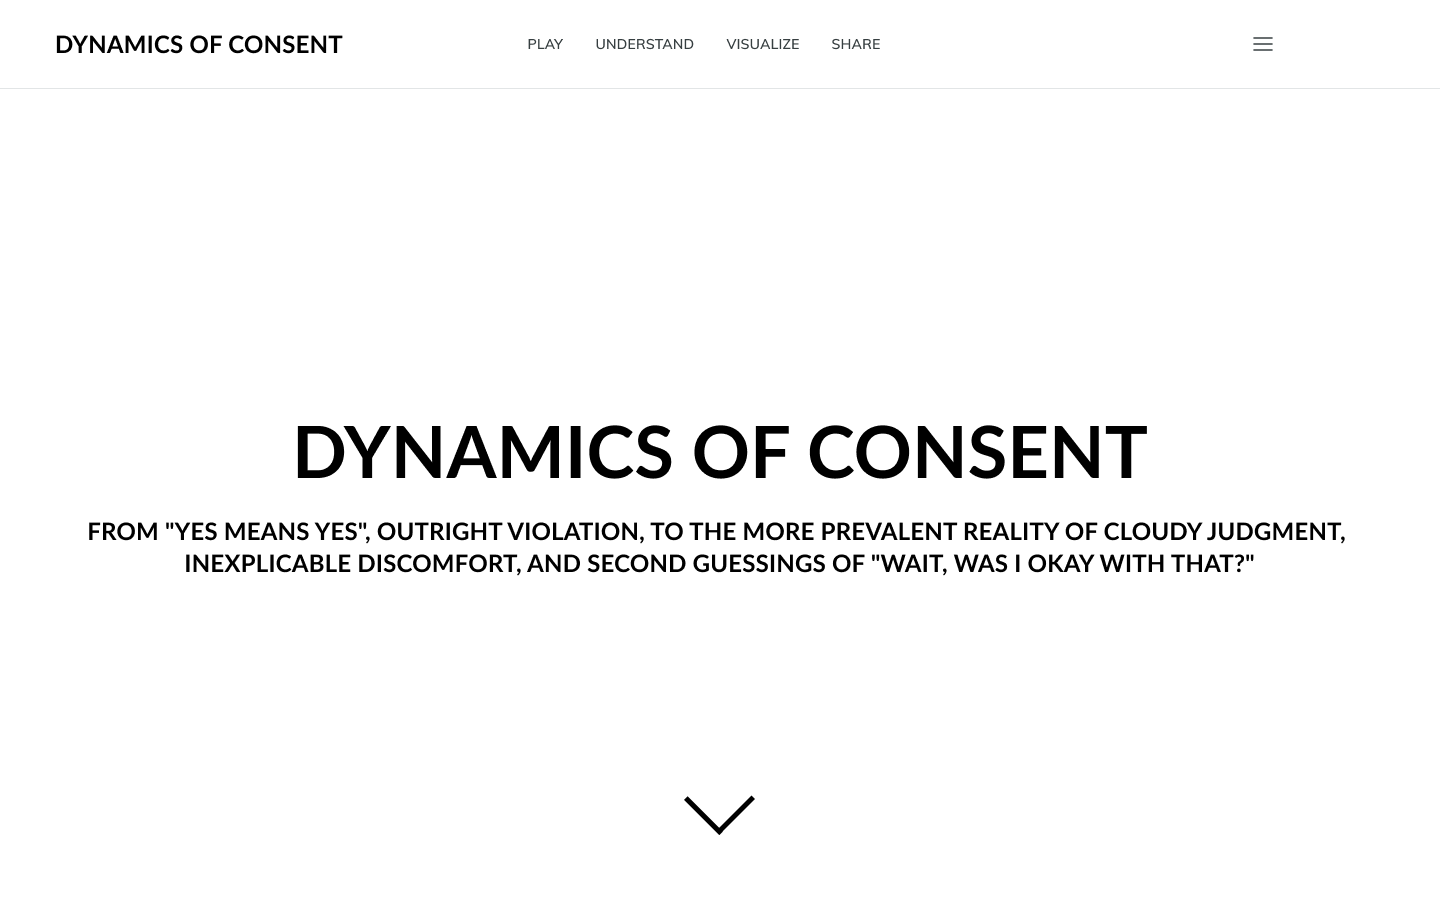 DYNAMICS OF CONSENT
PLAY UNDERSTAND VISUALIZE SHARE
DYNAMICS OF CONSENT
FROM "YES MEANS YES", OUTRIGHT VIOLATION, TO THE MORE PREVALENT REALITY OF CLOUDY JUDGMENT,
INEXPLICABLE DISCOMFORT, AND SECOND GUESSINGS OF "WAIT, WAS I OKAY WITH THAT?"